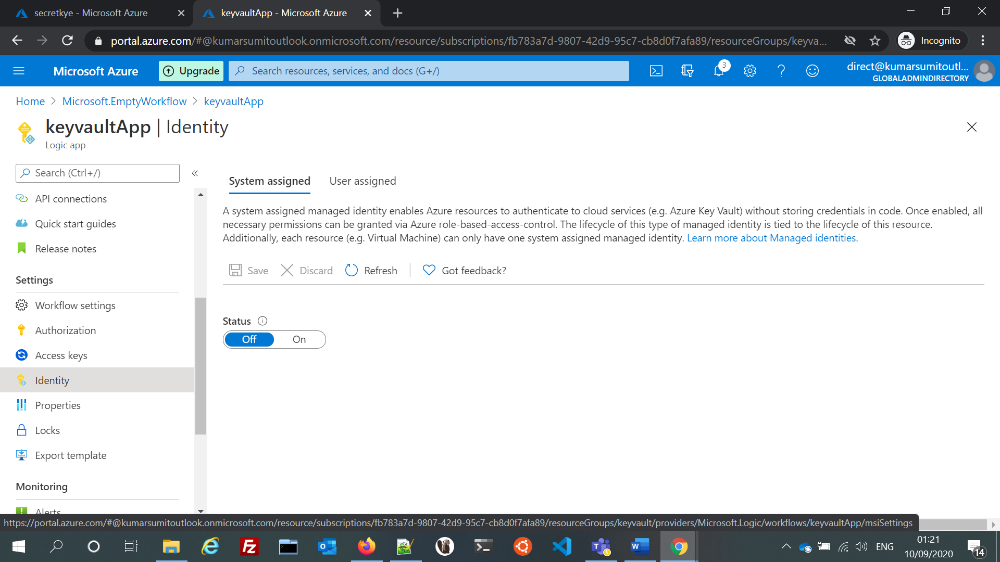 secretkye - Microsoft Azure
keyvaultApp - Microsoft Azure
portal.azure.com/#@kumarsumitoutlook.onmicrosoft.com/resource/subscriptions/fb783a7d-9807-42d9-95c7-cb8d0f7afa89/resourceGroups/keyva...
Incognito
Microsoft Azure
Upgrade
Search resources, services, and docs (G+/)
3
direct@kumarsumitoutl...
GLOBALADMINDIRECTORY
Home > Microsoft.EmptyWorkflow > keyvaultApp
keyvaultApp | Identity
Logic app
Search (Ctrl+/)
«
API connections
Quick start guides
Release notes
Settings
Workflow settings
Authorization
Access keys
Identity
Properties
Locks
Export template
Monitoring
Alerts
System assigned
User assigned
A system assigned managed identity enables Azure resources to authenticate to cloud services (e.g. Azure Key Vault) without storing credentials in code. Once enabled, all
necessary permissions can be granted via Azure role-based-access-control. The lifecycle of this type of managed identity is tied to the lifecycle of this resource.
Additionally, each resource (e.g. Virtual Machine) can only have one system assigned managed identity. Learn more about Managed identities.
Save
Discard
Refresh
Got feedback?
Status
Off
On
https://portal.azure.com/#@kumarsumitoutlook.onmicrosoft.com/resource/subscriptions/fb783a7d-9807-42d9-95c7-cb8d0f7afa89/resourceGroups/keyvault/providers/Microsoft.Logic/workflows/keyvaultApp/msiSettings
ENG
01:21
10/09/2020
14